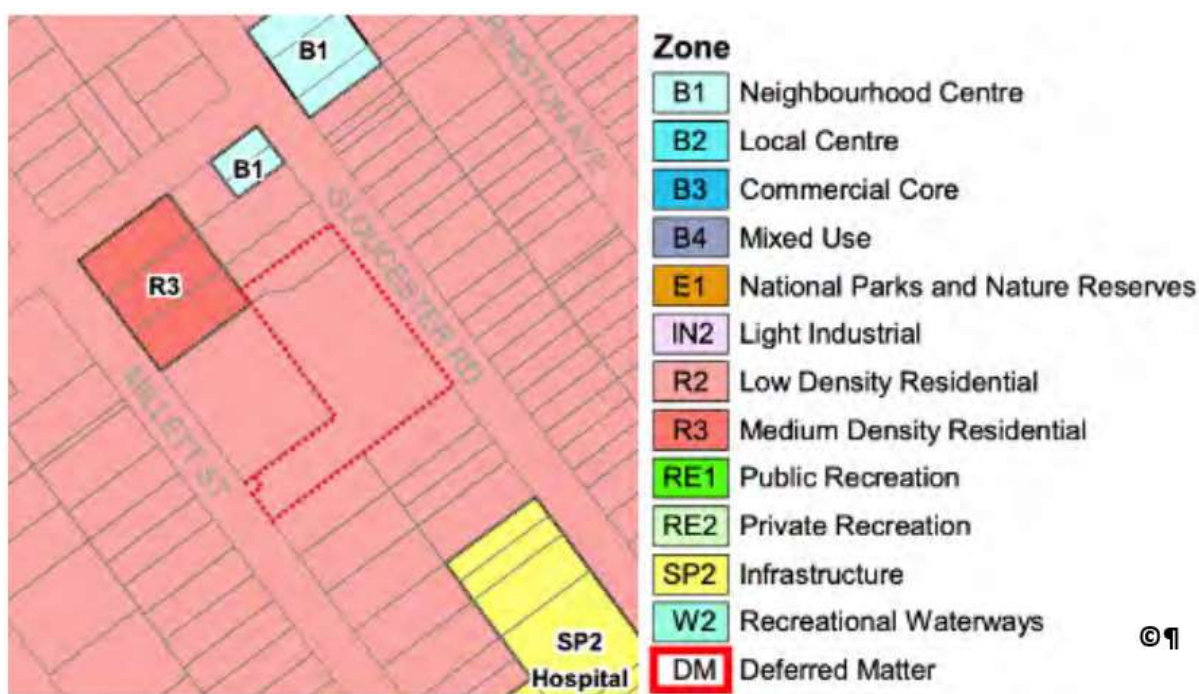 B1
B1
R3
GLOUCESTER RD
MILLETT ST
SP2
Hospital
Zone
B1 Neighbourhood Centre
B2 Local Centre
B3 Commercial Core
B4 Mixed Use
E1 National Parks and Nature Reserves
IN2 Light Industrial
R2 Low Density Residential
R3 Medium Density Residential
RE1 Public Recreation
RE2 Private Recreation
SP2 Infrastructure
W2 Recreational Waterways
DM Deferred Matter
©¶